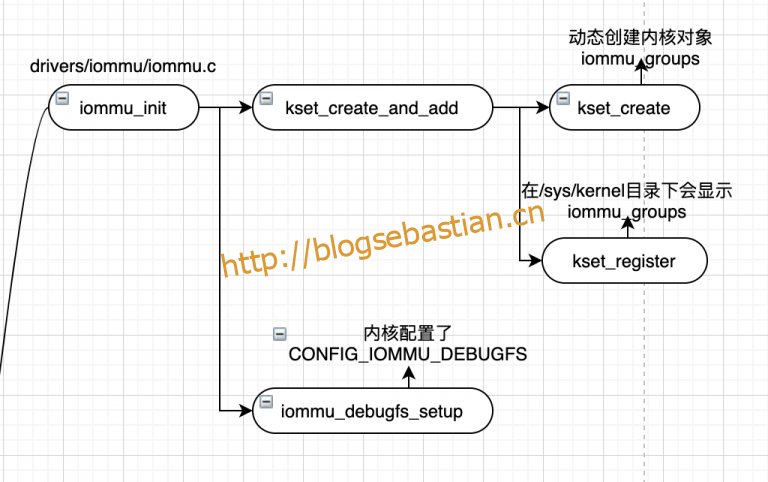 动态创建内核对象
iommu_groups
drivers/iommu/iommu.c
iommu_init
kset_create_and_add
kset_create
在/sys/kernel目录下会显示
iommu_groups
http://blogsebastian.cn
kset_register
内核配置了
CONFIG_IOMMU_DEBUGFS
iommu_debugfs_setup